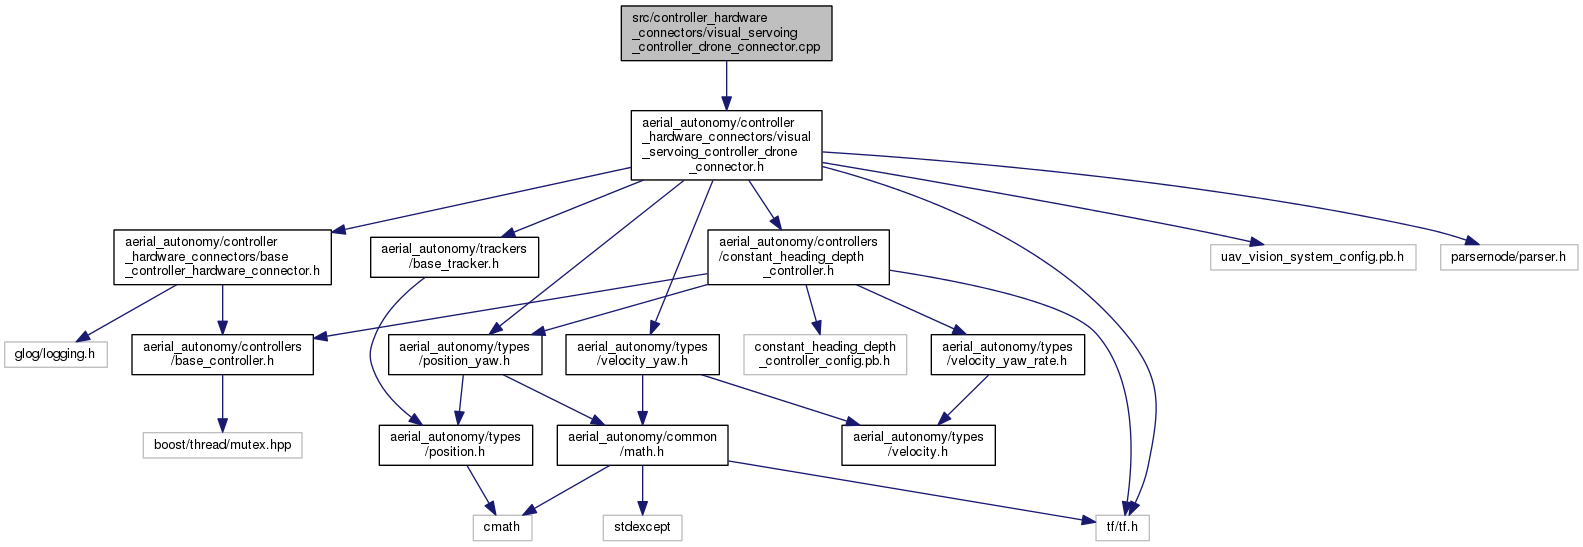 src/controller_hardware
_connectors/visual_servoing
_controller_drone_connector.cpp
aerial_autonomy/controller
_hardware_connectors/visual
_servoing_controller_drone
_connector.h
aerial_autonomy/controller
_hardware_connectors/base
_controller_hardware_connector.h
aerial_autonomy/trackers
/base_tracker.h
aerial_autonomy/controllers
/constant_heading_depth
_controller.h
uav_vision_system_config.pb.h
parsernode/parser.h
glog/logging.h
aerial_autonomy/controllers
/base_controller.h
aerial_autonomy/types
/position_yaw.h
aerial_autonomy/types
/velocity_yaw.h
constant_heading_depth
_controller_config.pb.h
aerial_autonomy/types
/velocity_yaw_rate.h
boost/thread/mutex.hpp
aerial_autonomy/types
/position.h
aerial_autonomy/common
/math.h
aerial_autonomy/types
/velocity.h
cmath
stdexcept
tf/tf.h